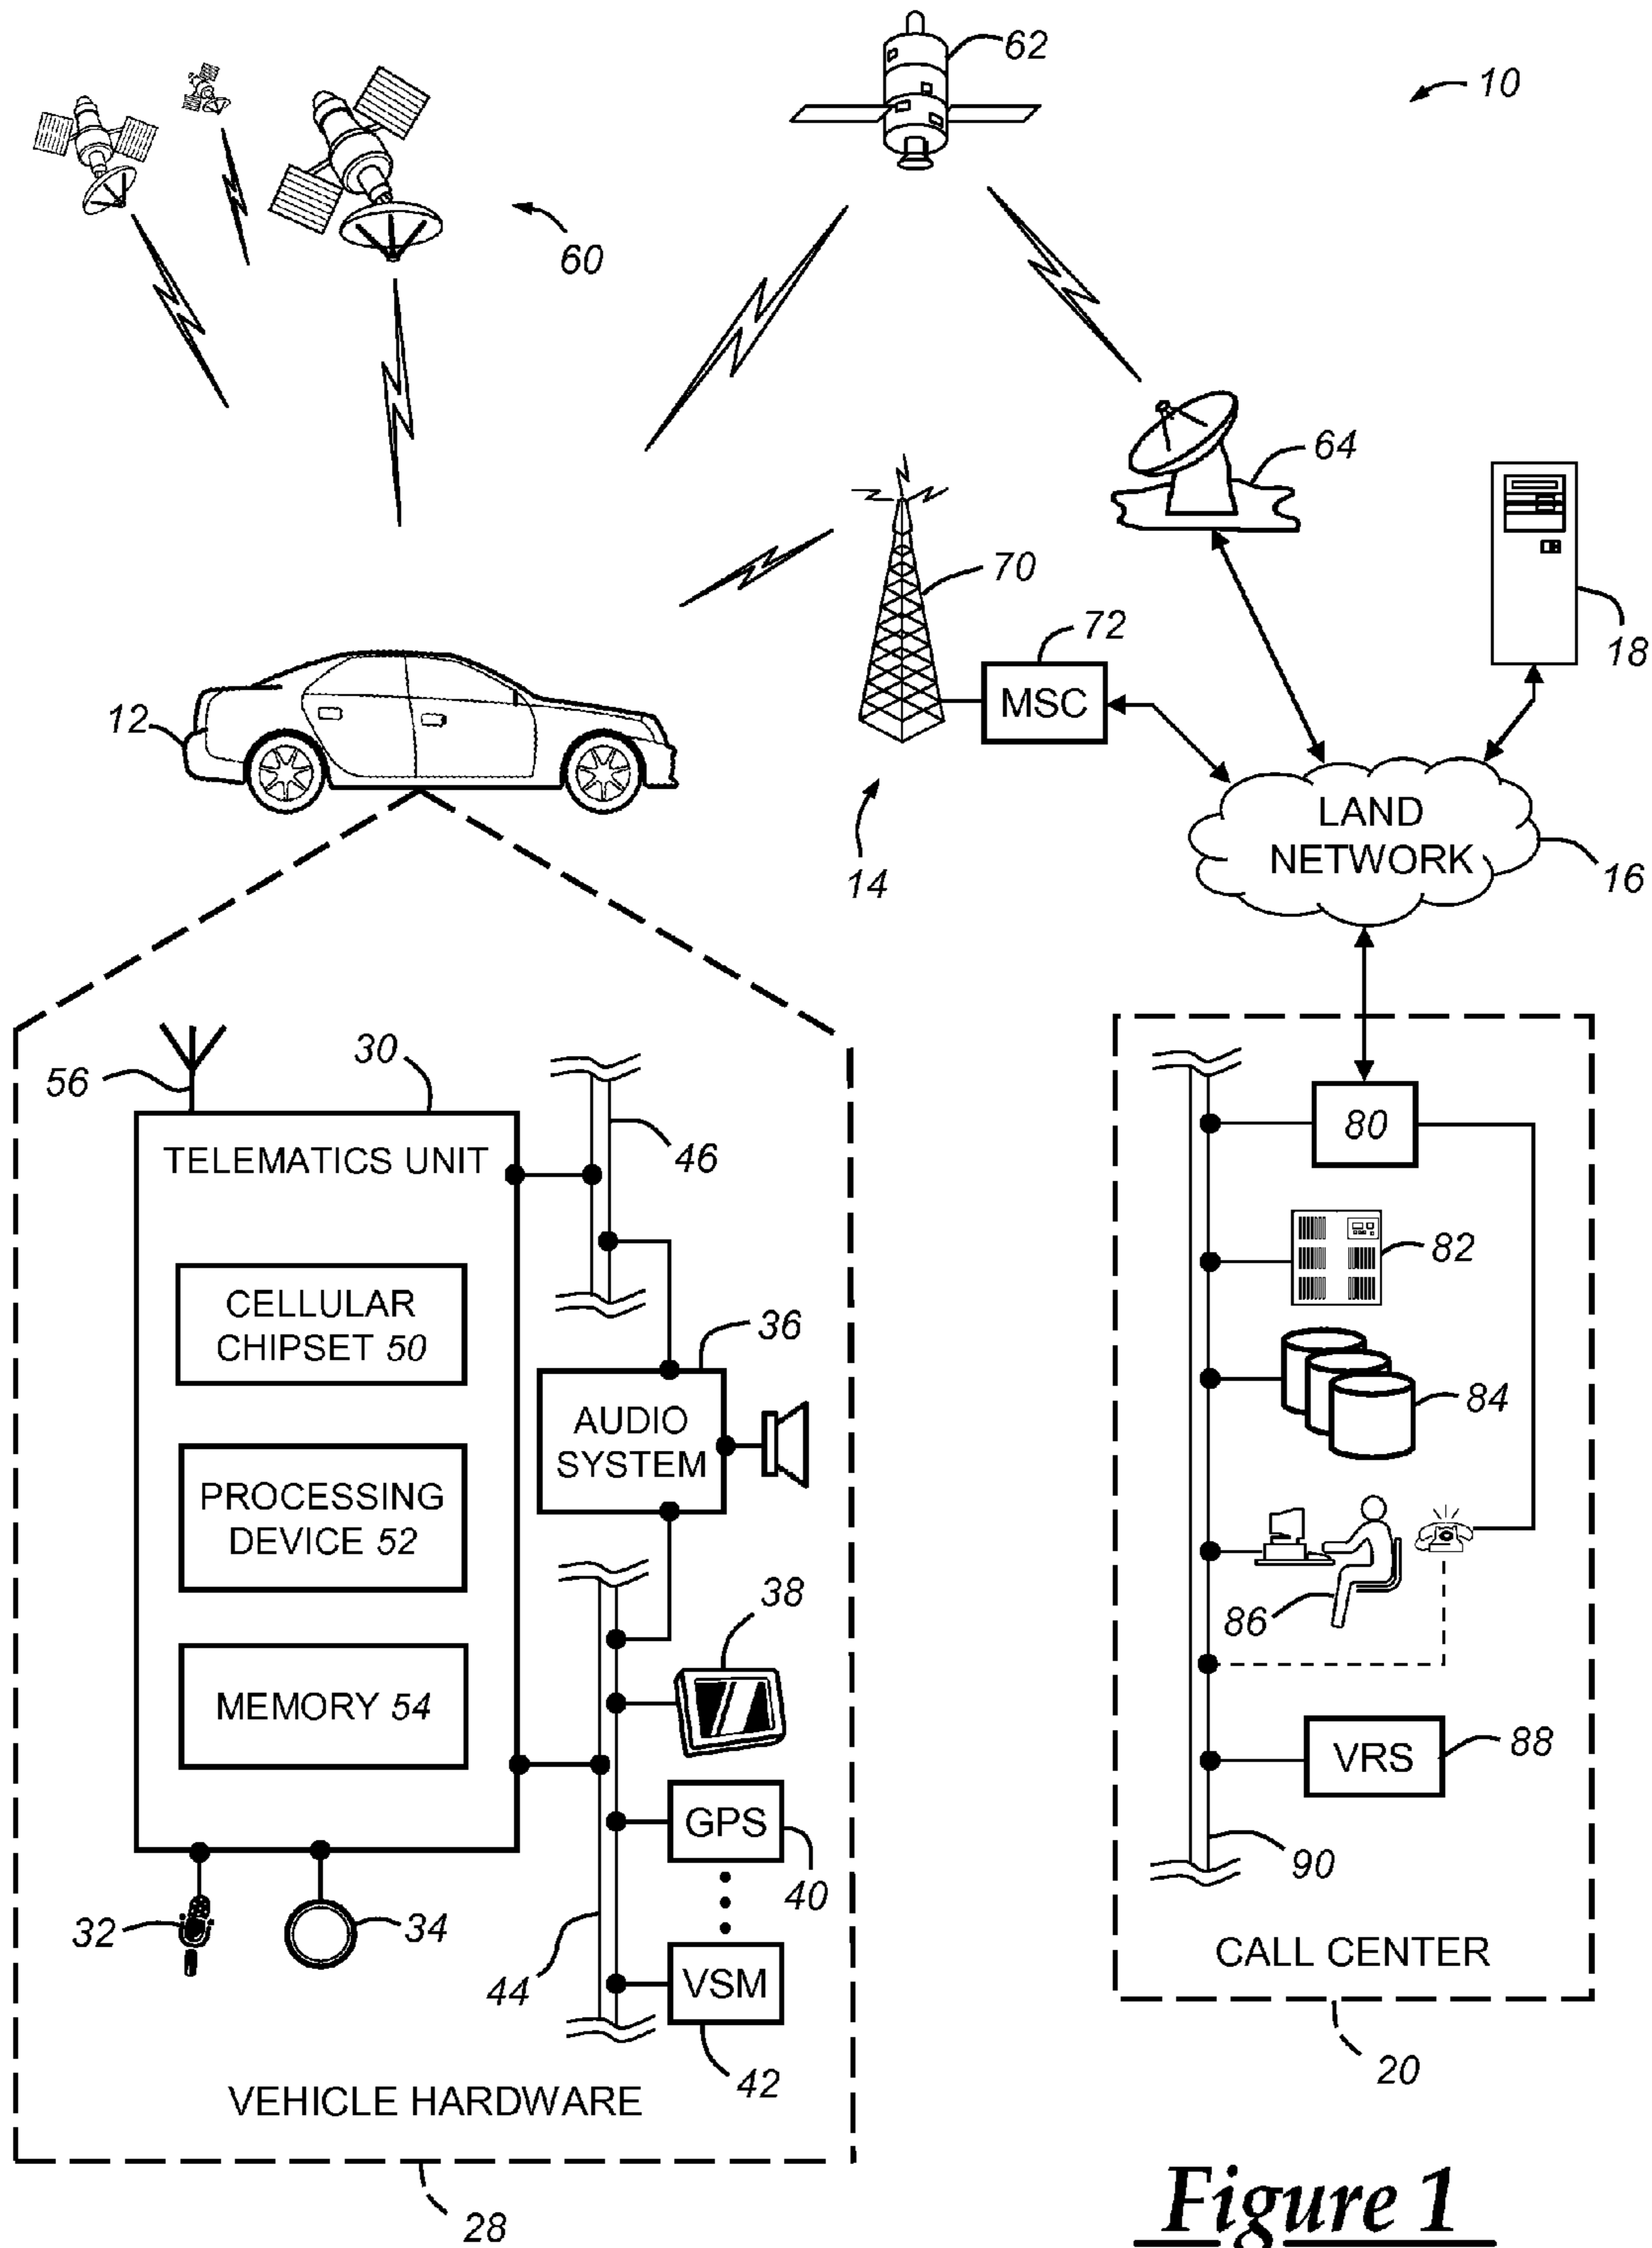 62
10
60
64
70
18
72
MSC
12
LAND
NETWORK
16
14
30
56
46
80
TELEMATICS UNIT
82
CELLULAR
CHIPSET 50
36
84
AUDIO
SYSTEM
PROCESSING
DEVICE 52
38
86
MEMORY 54
VRS
88
GPS
40
90
32
34
44
VSM
42
CALL CENTER
20
VEHICLE HARDWARE
28
Figure 1